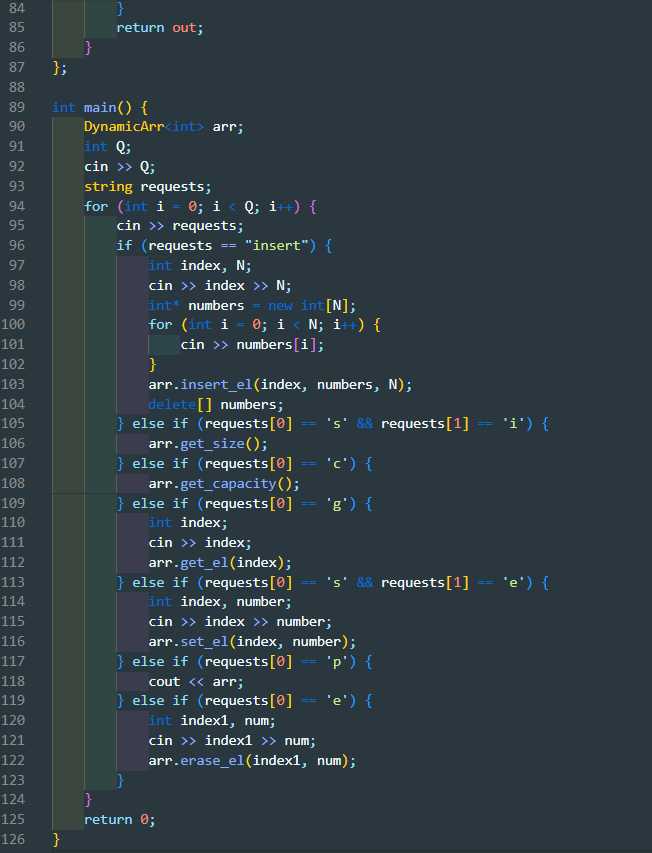 84         }
85         return out;
86     }
87 };
88
89 int main() {
90     DynamicArr<int> arr;
91     int Q;
92     cin >> Q;
93     string requests;
94     for (int i = 0; i < Q; i++) {
95         cin >> requests;
96         if (requests == "insert") {
97             int index, N;
98             cin >> index >> N;
99             int* numbers = new int[N];
100             for (int i = 0; i < N; i++) {
101                 cin >> numbers[i];
102             }
103             arr.insert_el(index, numbers, N);
104             delete[] numbers;
105         } else if (requests[0] == 's' && requests[1] == 'i') {
106             arr.get_size();
107         } else if (requests[0] == 'c') {
108             arr.get_capacity();
109         } else if (requests[0] == 'g') {
110             int index;
111             cin >> index;
112             arr.get_el(index);
113         } else if (requests[0] == 's' && requests[1] == 'e') {
114             int index, number;
115             cin >> index >> number;
116             arr.set_el(index, number);
117         } else if (requests[0] == 'p') {
118             cout << arr;
119         } else if (requests[0] == 'e') {
120             int index1, num;
121             cin >> index1 >> num;
122             arr.erase_el(index1, num);
123         }
124     }
125     return 0;
126 }